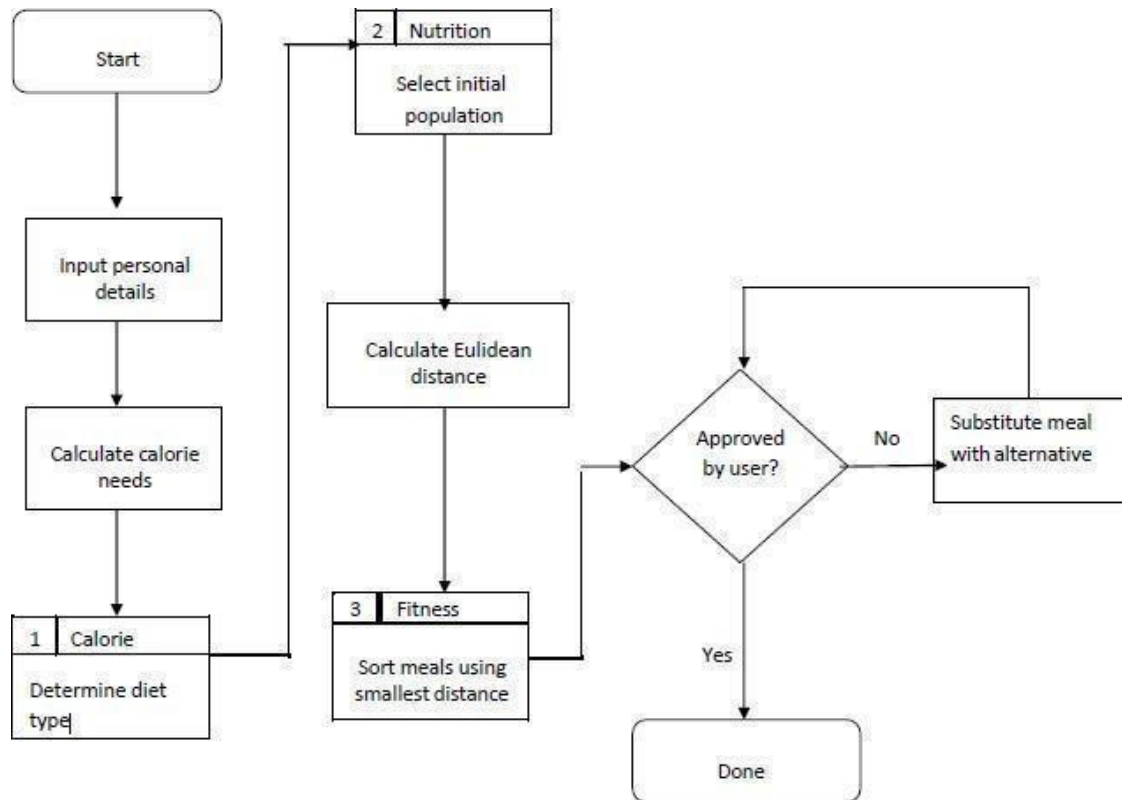 Start
Input personal
details
Calculate calorie
needs
1 Calorie
Determine diet
type
2 Nutrition
Select initial
population
Calculate Eulidean
distance
3 Fitness
Sort meals using
smallest distance
Approved
by user?
No
Substitute meal
with alternative
Yes
Done